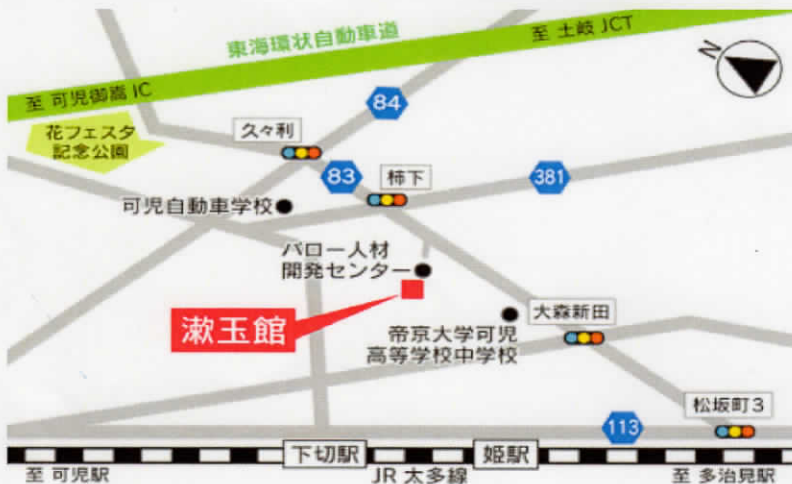 東海環状自動車道
至 土岐 JCT
N
至 可児御嵩 IC
84
花フェスタ
記念公園
久々利
83
柿下
381
可児自動車学校
バロー人材
開発センター
漱玉館
大森新田
帝京大学可児
高等学校中学校
松坂町3
113
下切駅
姫駅
至 可児駅
JR 太多線
至 多治見駅